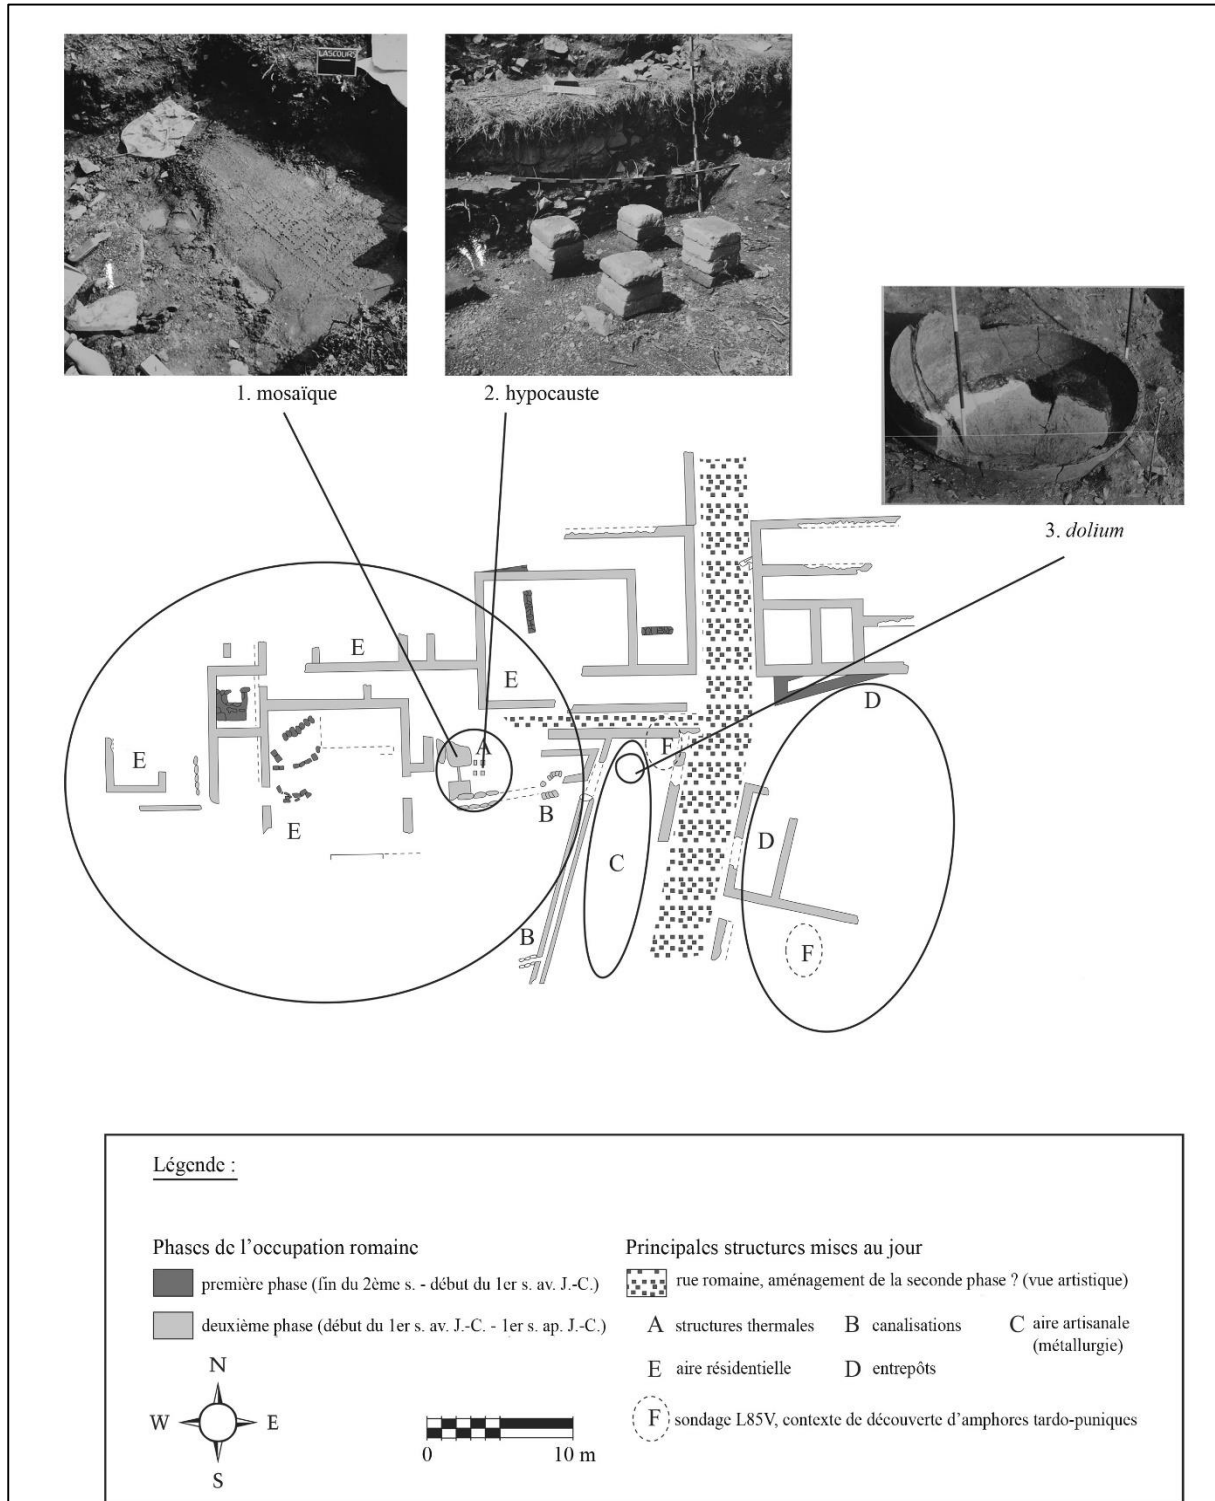 LASCOURS
1. mosaïque
2. hypocauste
3. dolium
E
E
D
A
F
E
B
E
D
C
B
F
Légende :
Phases de l'occupation romaine
première phase (fin du 2ème s. - début du 1er s. av. J.-C.)
deuxième phase (début du 1er s. av. J.-C. - 1er s. ap. J.-C.)
N
W
E
S
0
10 m
Principales structures mises au jour
rue romaine, aménagement de la seconde phase ? (vue artistique)
A structures thermales
B canalisations
C aire artisanale
(métallurgie)
E aire résidentielle
D entrepôts
F sondage L85V, contexte de découverte d'amphores tardo-puniques